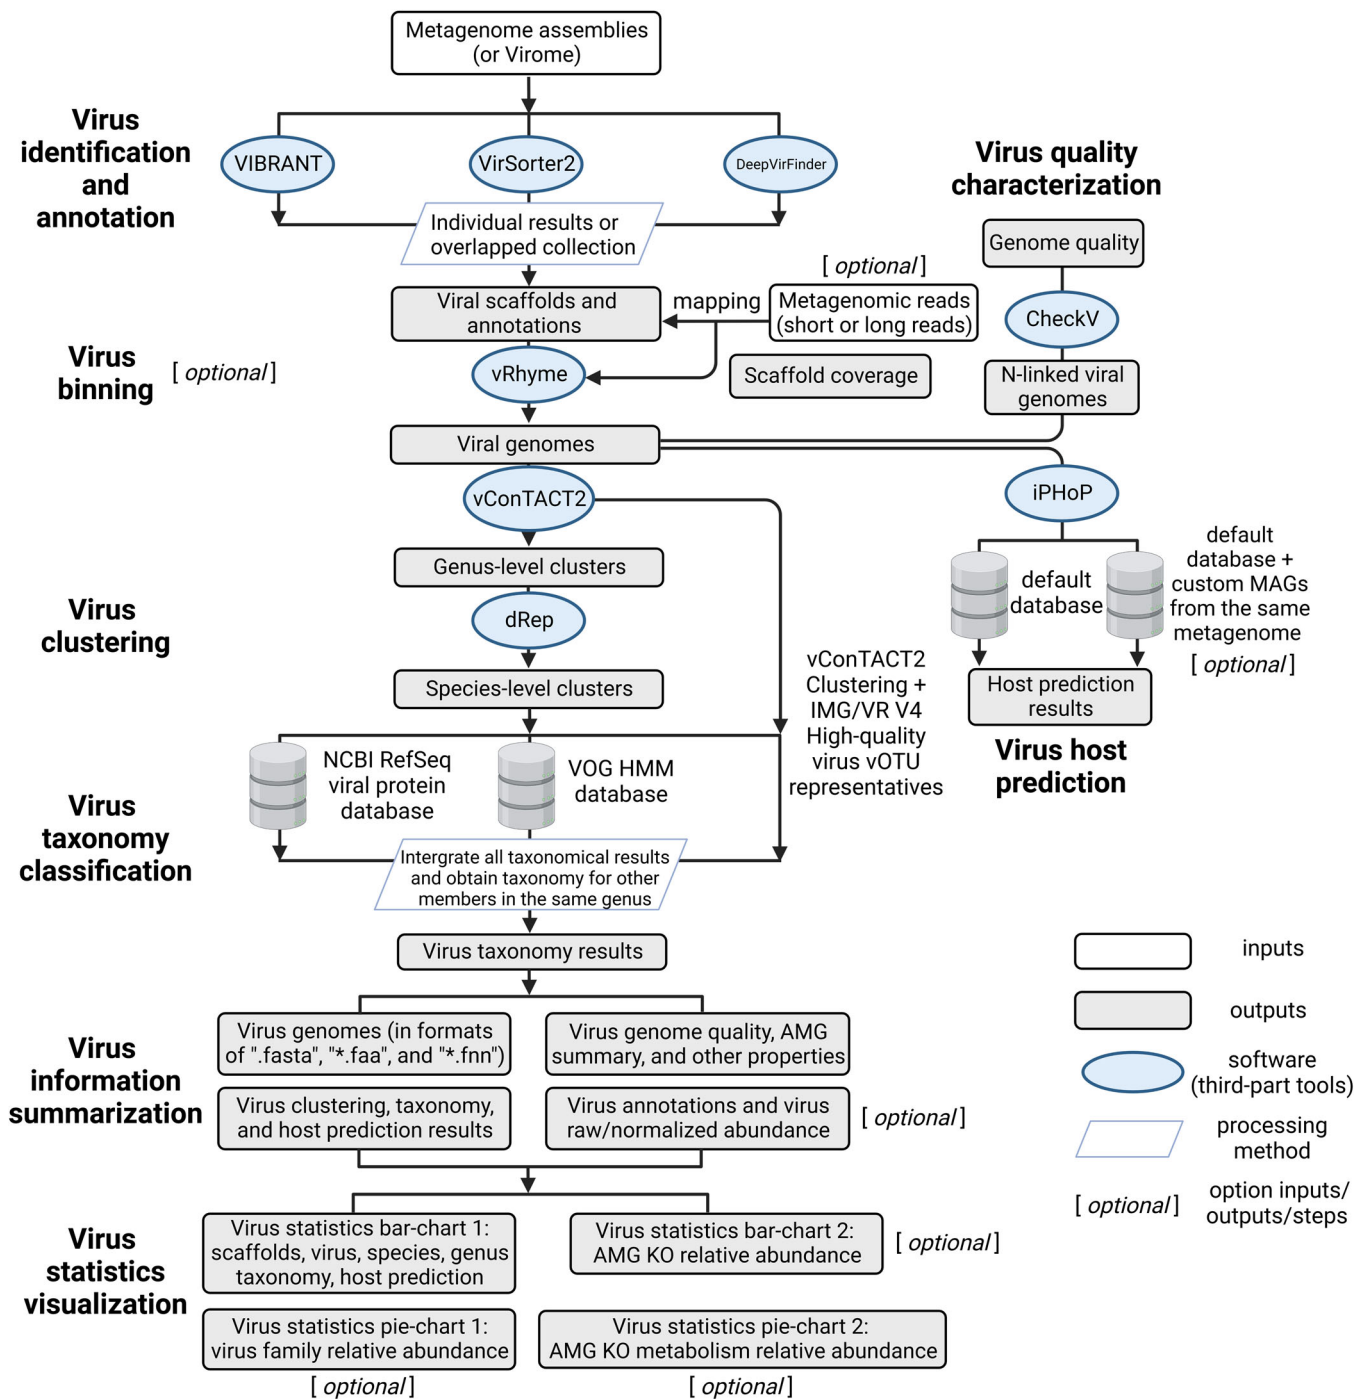 Metagenome assemblies
(or Virome)
Virus
identification
and
annotation
VIBRANT
VirSorter2
DeepVirFinder
Individual results or
overlapped collection
Virus quality
characterization
Genome quality
CheckV
N-linked viral
genomes
[ optional ]
Viral scaffolds and
annotations
mapping
Metagenomic reads
(short or long reads)
Virus
binning
[ optional ]
vRhyme
Scaffold coverage
Viral genomes
vConTACT2
iPHoP
default
database
default
database +
custom MAGs
from the same
metagenome
[ optional ]
Host prediction
results
Virus host
prediction
Virus
clustering
Genus-level clusters
dRep
Species-level clusters
vConTACT2
Clustering +
IMG/VR V4
High-quality
virus vOTU
representatives
Virus
taxonomy
classification
NCBI RefSeq
viral protein
database
VOG HMM
database
Intergrate all taxonomical results
and obtain taxonomy for other
members in the same genus
Virus taxonomy results
Virus
information
summarization
Virus genomes (in formats
of ".fasta", "*.faa", and "*.fnn")
Virus genome quality, AMG
summary, and other properties
Virus clustering, taxonomy,
and host prediction results
Virus annotations and virus
raw/normalized abundance
[ optional ]
Virus
statistics
visualization
Virus statistics bar-chart 1:
scaffolds, virus, species, genus
taxonomy, host prediction
Virus statistics bar-chart 2:
AMG KO relative abundance
[ optional ]
Virus statistics pie-chart 1:
virus family relative abundance
[ optional ]
Virus statistics pie-chart 2:
AMG KO metabolism relative abundance
[ optional ]
inputs
outputs
software
(third-part tools)
processing
method
[ optional ]
option inputs/
outputs/steps